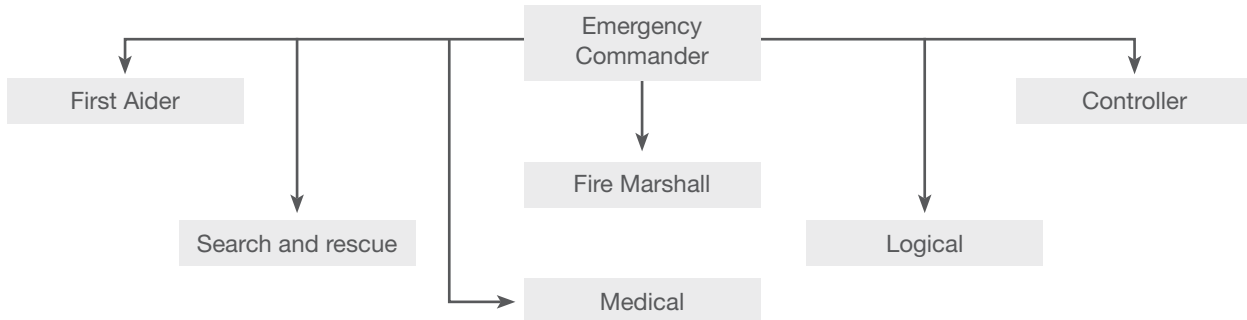 Emergency
Commander
First Aider
Controller
Fire Marshall
Search and rescue
Logical
Medical